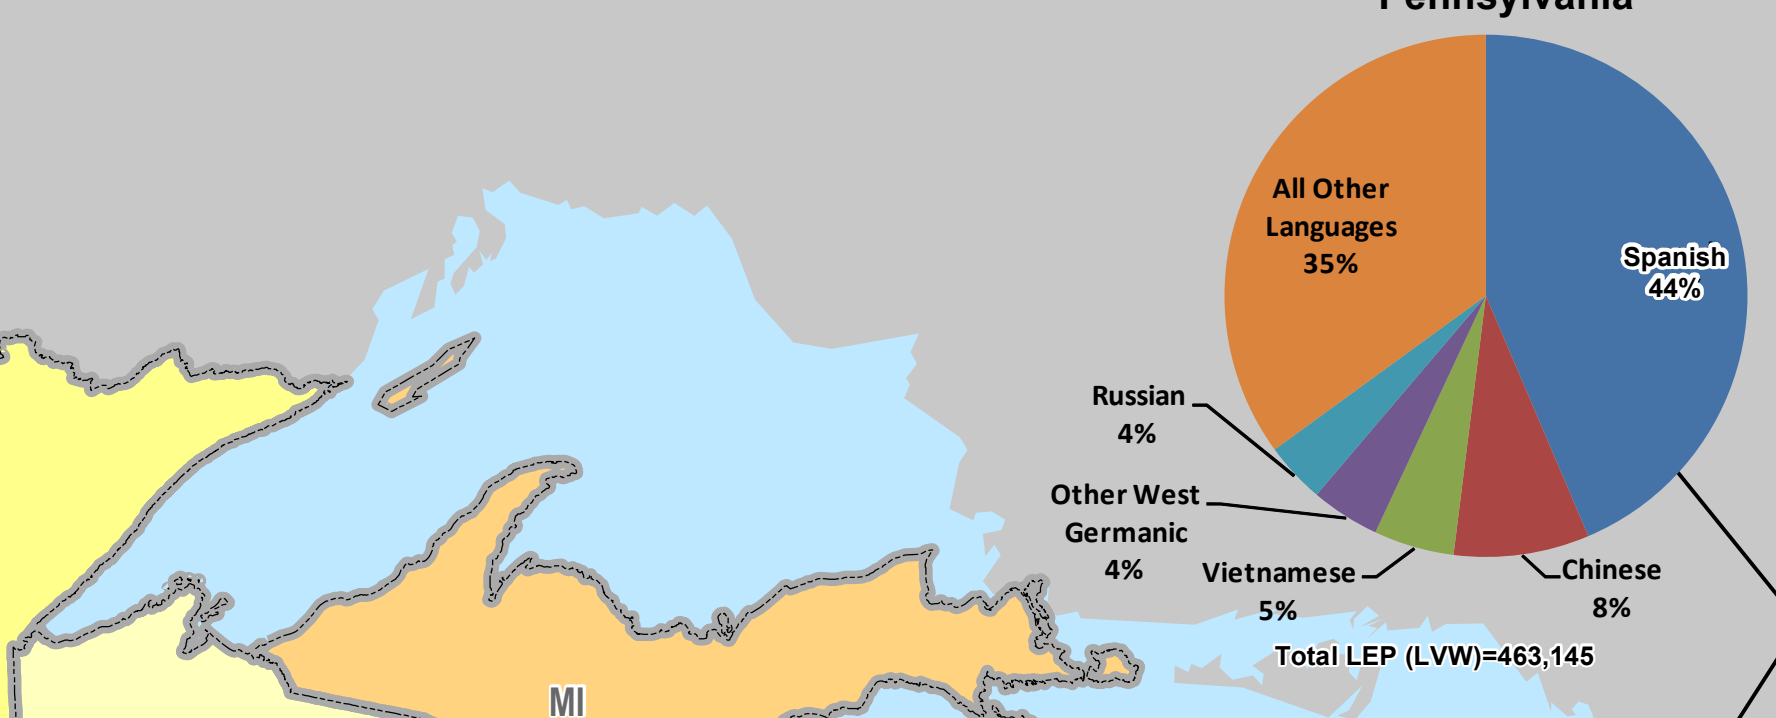 Pennsylvania
All Other
Languages
35%
Spanish
44%
Russian
4%
Other West
Germanic
4%
Vietnamese
5%
Chinese
8%
Total LEP (LVW)=463,145
MI